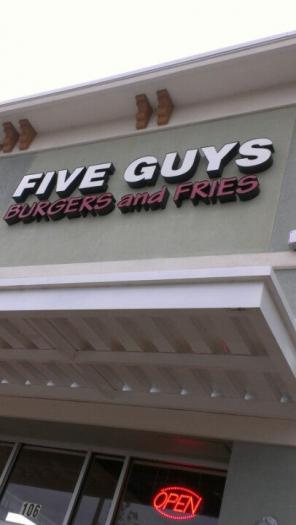 FIVE GUYS
BURGERS and FRIES
106
OPEN